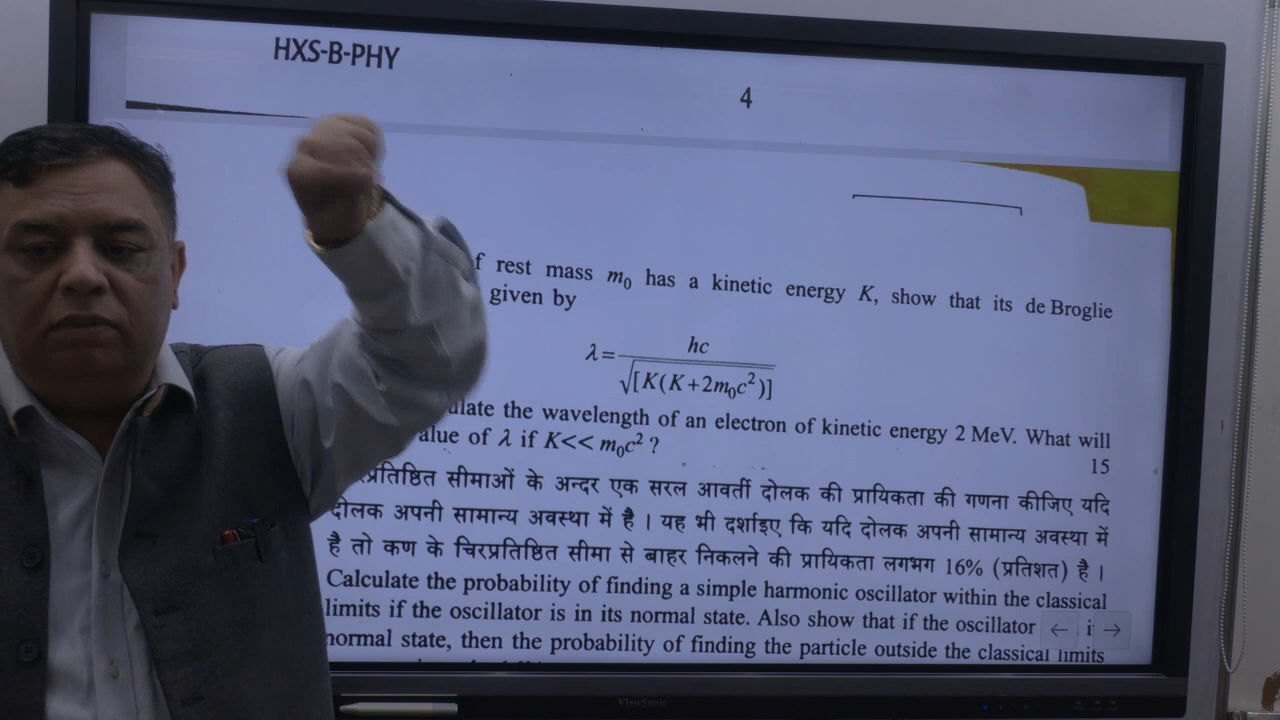 HXS-B-PHY
4
f rest mass m₀ has a kinetic energy K, show that its de Broglie
given by
λ = hc / √[K(K+2m₀c²)]
ulate the wavelength of an electron of kinetic energy 2 MeV. What will
alue of λ if K<< m₀c² ?
15
प्रतिष्ठित सीमाओं के अन्दर एक सरल आवर्ती दोलक की प्रायिकता की गणना कीजिए यदि
दोलक अपनी सामान्य अवस्था में है । यह भी दर्शाइए कि यदि दोलक अपनी सामान्य अवस्था में
है तो कण के चिरप्रतिष्ठित सीमा से बाहर निकलने की प्रायिकता लगभग 16% (प्रतिशत) है ।
Calculate the probability of finding a simple harmonic oscillator within the classical
limits if the oscillator is in its normal state. Also show that if the oscillator i
normal state, then the probability of finding the particle outside the classical limits
ViewSonic